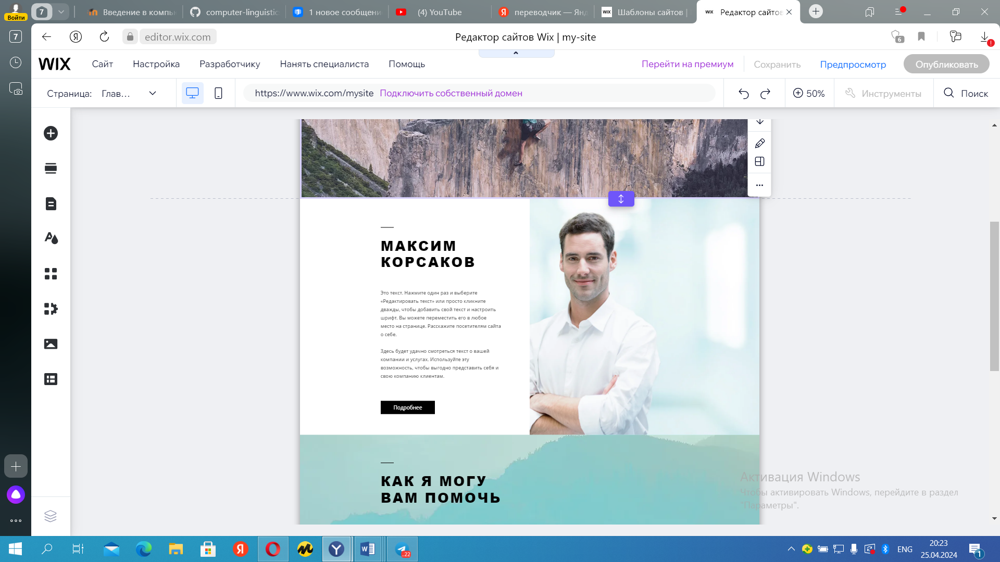 Войти
7
Введение в компь
computer-linguistic
1 новое сообщени
(4) YouTube
Я переводчик — Янд
WIX Шаблоны сайтов |
WIX Редактор сайтов
7
Я
editor.wix.com
Редактор сайтов Wix | my-site
6
!
WIX
Сайт
Настройка
Разработчику
Нанять специалиста
Помощь
Перейти на премиум
Сохранить
Предпросмотр
Опубликовать
Страница: Глав...
https://www.wix.com/mysite Подключить собственный домен
50%
Инструменты
Поиск
МАКСИМ
КОРСАКОВ
Это текст. Нажмите один раз и выберите
«Редактировать текст» или просто кликните
дважды, чтобы добавить свой текст и настроить
шрифт. Вы можете переместить его в любое
место на странице. Расскажите посетителям сайта
о себе.
Здесь будет удачно смотреться текст о вашей
компании и услугах. Используйте эту
возможность, чтобы выгодно представить себя и
свою компанию клиентам.
Подробнее
КАК Я МОГУ
ВАМ ПОМОЧЬ
Активация Windows
Чтобы активировать Windows, перейдите в раздел
"Параметры".
Я
..22
ENG
20:23
25.04.2024
1